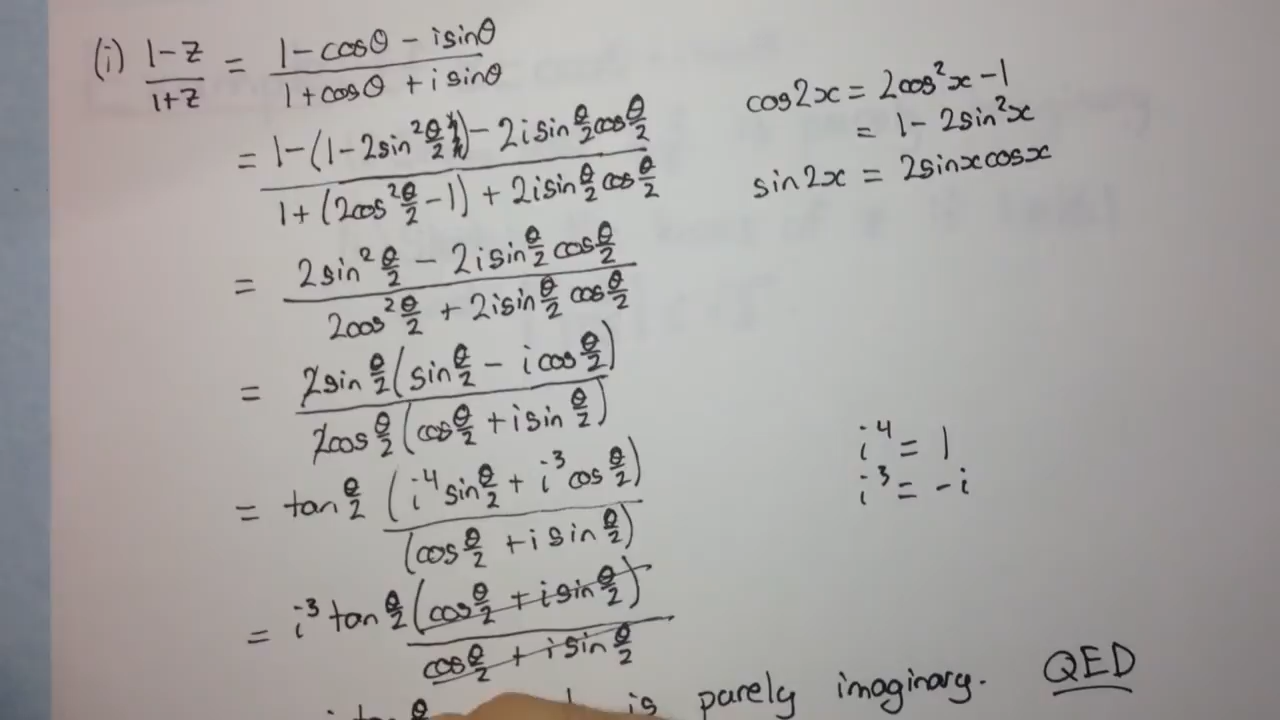 (i) (1-z)/(1+z) = (1-cosθ - isinθ)/(1+cosθ + isinθ)
= (1-(1-2sin²θ/2) - 2isinθ/2cosθ/2)/(1+(2cos²θ/2-1) + 2isinθ/2cosθ/2)
= (2sin²θ/2 - 2isinθ/2cosθ/2)/(2cos²θ/2 + 2isinθ/2cosθ/2)
= 2sinθ/2(sinθ/2 - icosθ/2)/2cosθ/2(cosθ/2 + isinθ/2)
= tanθ/2 (i⁴sinθ/2 + i³cosθ/2)/(cosθ/2 + isinθ/2)
= i³tanθ/2(cosθ/2 + isinθ/2)/cosθ/2 + isinθ/2
is purely imaginary. QED
cos2x = 2cos²x-1
= 1-2sin²x
sin2x = 2sinxcosx
i⁴ = 1
i³ = -i